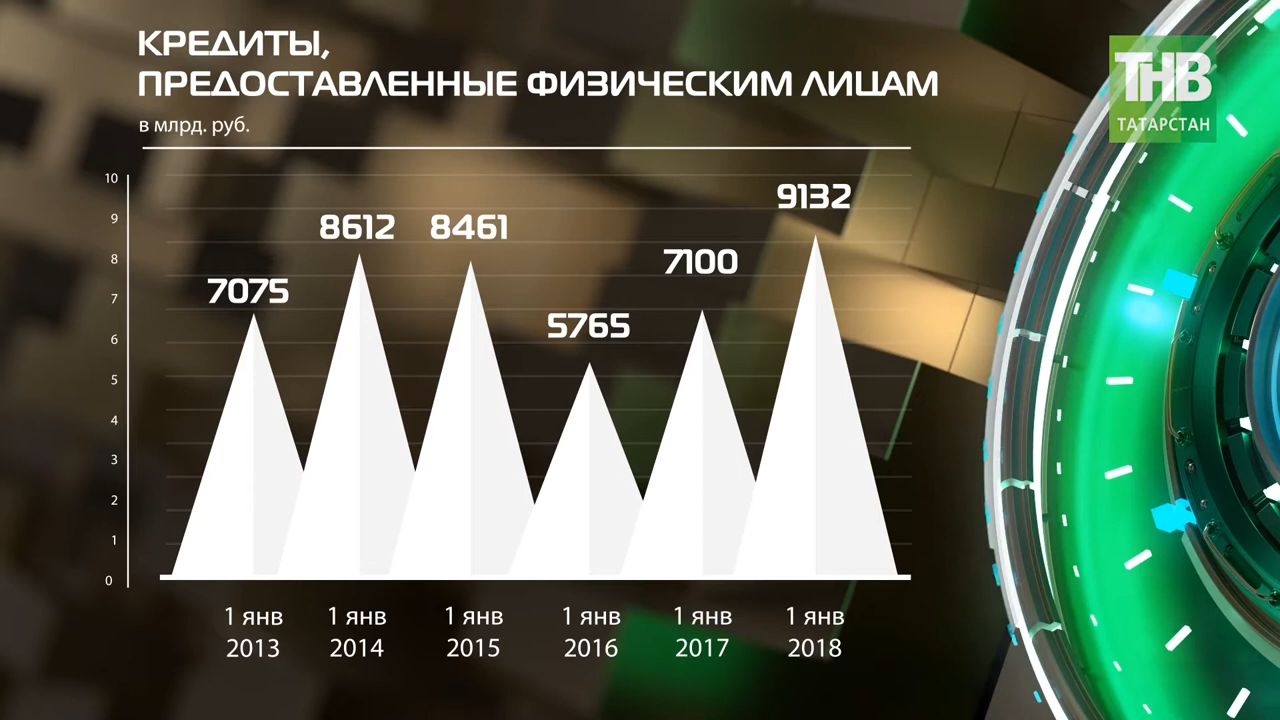 КРЕДИТЫ,
ПРЕДОСТАВЛЕННЫЕ ФИЗИЧЕСКИМ ЛИЦАМ
в млрд. руб.
ТНВ
ТАТАРСТАН
10
9
8
7
6
5
4
3
2
1
0
7075
8612
8461
5765
7100
9132
1 янв 2013
1 янв 2014
1 янв 2015
1 янв 2016
1 янв 2017
1 янв 2018